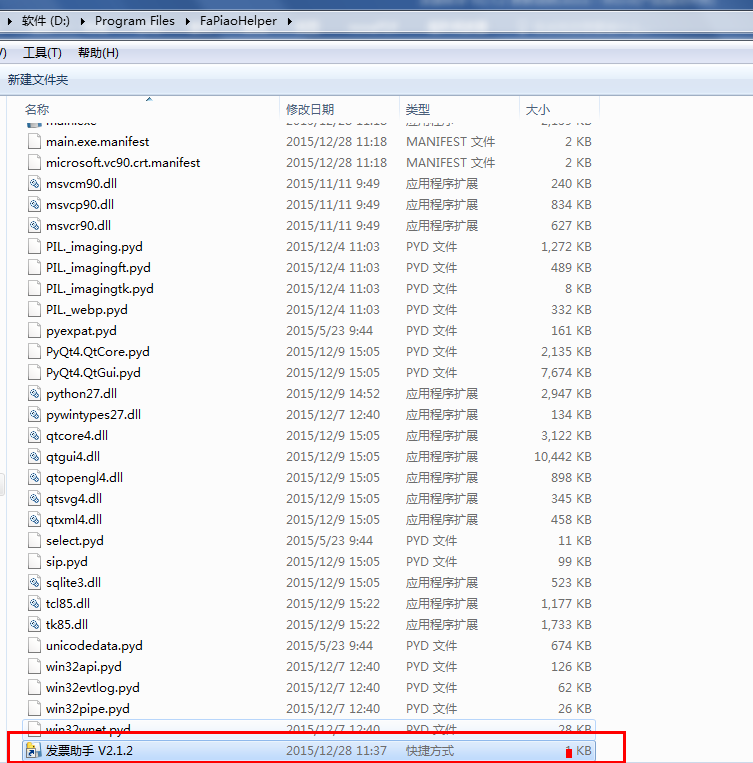 软件 (D:) Program Files FaPiaoHelper
工具(T) 帮助(H)
新建文件夹
名称 修改日期 类型 大小
main.exe 2015/12/28 11:18 应用程序 KB
main.exe.manifest 2015/12/28 11:18 MANIFEST 文件 2 KB
microsoft.vc90.crt.manifest 2015/12/28 11:18 MANIFEST 文件 2 KB
msvcm90.dll 2015/11/11 9:49 应用程序扩展 240 KB
msvcp90.dll 2015/11/11 9:49 应用程序扩展 834 KB
msvcr90.dll 2015/11/11 9:49 应用程序扩展 627 KB
PIL._imaging.pyd 2015/12/4 11:03 PYD 文件 1,272 KB
PIL._imagingft.pyd 2015/12/4 11:03 PYD 文件 489 KB
PIL._imagingtk.pyd 2015/12/4 11:03 PYD 文件 8 KB
PIL._webp.pyd 2015/12/4 11:03 PYD 文件 332 KB
pyexpat.pyd 2015/5/23 9:44 PYD 文件 161 KB
PyQt4.QtCore.pyd 2015/12/9 15:05 PYD 文件 2,135 KB
PyQt4.QtGui.pyd 2015/12/9 15:05 PYD 文件 7,674 KB
python27.dll 2015/12/9 14:52 应用程序扩展 2,947 KB
pywintypes27.dll 2015/12/7 12:40 应用程序扩展 134 KB
qtcore4.dll 2015/12/9 15:05 应用程序扩展 3,122 KB
qtgui4.dll 2015/12/9 15:05 应用程序扩展 10,442 KB
qtopengl4.dll 2015/12/9 15:05 应用程序扩展 898 KB
qtsvg4.dll 2015/12/9 15:05 应用程序扩展 345 KB
qtxml4.dll 2015/12/9 15:05 应用程序扩展 458 KB
select.pyd 2015/5/23 9:44 PYD 文件 11 KB
sip.pyd 2015/12/9 15:05 PYD 文件 99 KB
sqlite3.dll 2015/12/9 15:05 应用程序扩展 523 KB
tcl85.dll 2015/12/9 15:22 应用程序扩展 1,177 KB
tk85.dll 2015/12/9 15:22 应用程序扩展 1,733 KB
unicodedata.pyd 2015/5/23 9:44 PYD 文件 674 KB
win32api.pyd 2015/12/7 12:40 PYD 文件 126 KB
win32evtlog.pyd 2015/12/7 12:40 PYD 文件 62 KB
win32pipe.pyd 2015/12/7 12:40 PYD 文件 26 KB
win32wnet.pyd 2015/12/7 12:40 PYD 文件 28 KB
发票助手 V2.1.2 2015/12/28 11:37 快捷方式 KB